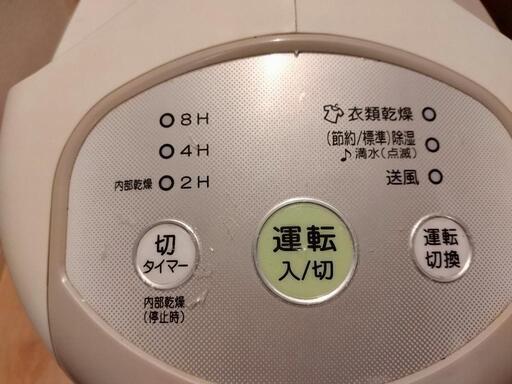 8H
4H
内部乾燥 2H
衣類乾燥
(節約/標準)除湿
♪満水(点滅)
送風
切
タイマー
内部乾燥
(停止時)
運転
入/切
運転
切換